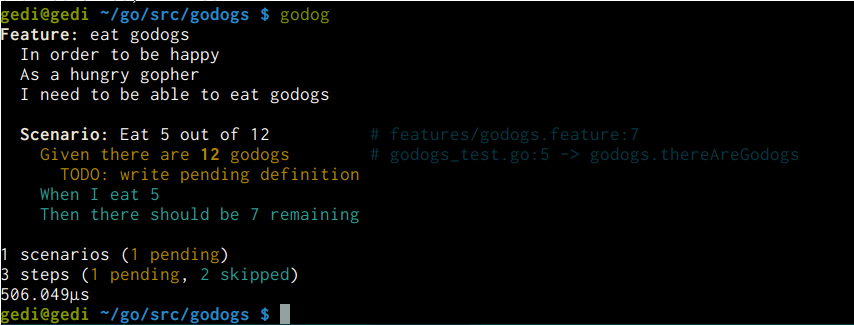 gedi@gedi ~/go/src/godogs $ godog
Feature: eat godogs
  In order to be happy
  As a hungry gopher
  I need to be able to eat godogs

  Scenario: Eat 5 out of 12          # features/godogs.feature:7
    Given there are 12 godogs        # godogs_test.go:5 -> godogs.thereAreGodogs
      TODO: write pending definition
    When I eat 5
    Then there should be 7 remaining

1 scenarios (1 pending)
3 steps (1 pending, 2 skipped)
506.049µs
gedi@gedi ~/go/src/godogs $